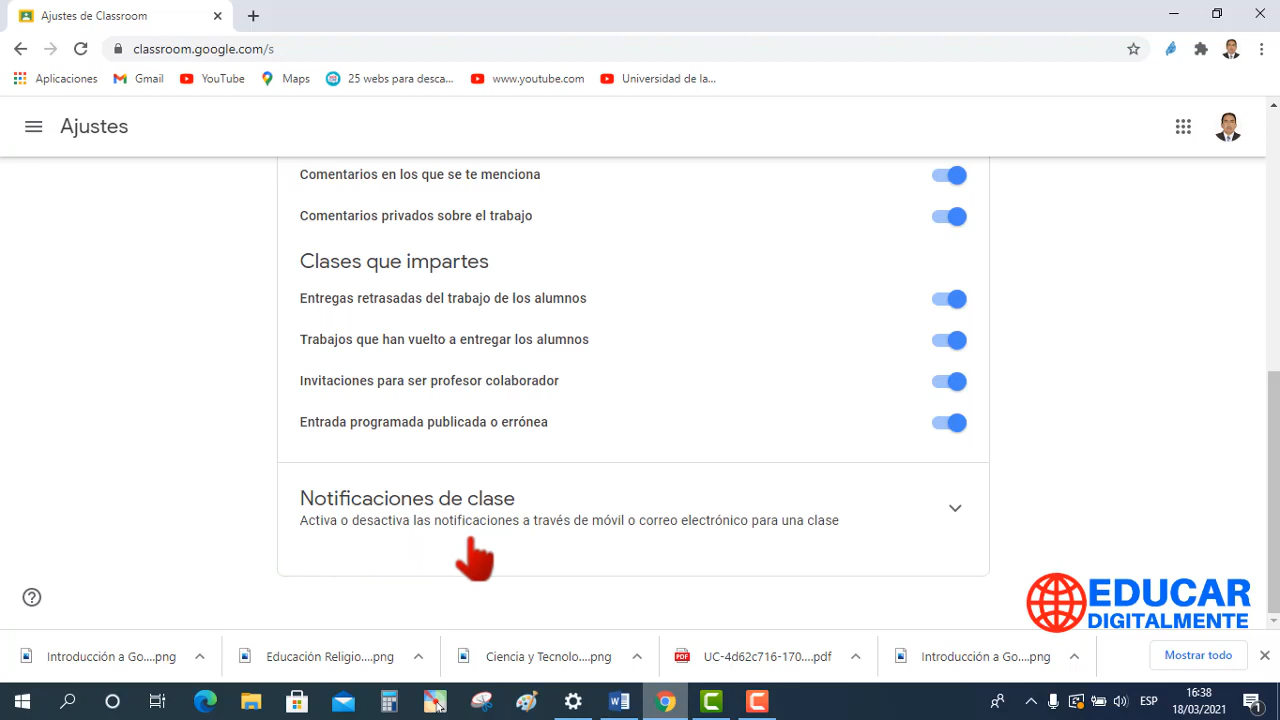 Ajustes de Classroom
classroom.google.com/s
Aplicaciones
Gmail
YouTube
Maps
25 webs para desca...
www.youtube.com
Universidad de la...
Ajustes
Comentarios en los que se te menciona
Comentarios privados sobre el trabajo
Clases que impartes
Entregas retrasadas del trabajo de los alumnos
Trabajos que han vuelto a entregar los alumnos
Invitaciones para ser profesor colaborador
Entrada programada publicada o errónea
Notificaciones de clase
Activa o desactiva las notificaciones a través de móvil o correo electrónico para una clase
EDUCAR
DIGITALMENTE
Introducción a Go....png
Educación Religio....png
Ciencia y Tecnolo....png
UC-4d62c716-170....pdf
Introducción a Go....png
Mostrar todo
ESP
16:38
18/03/2021